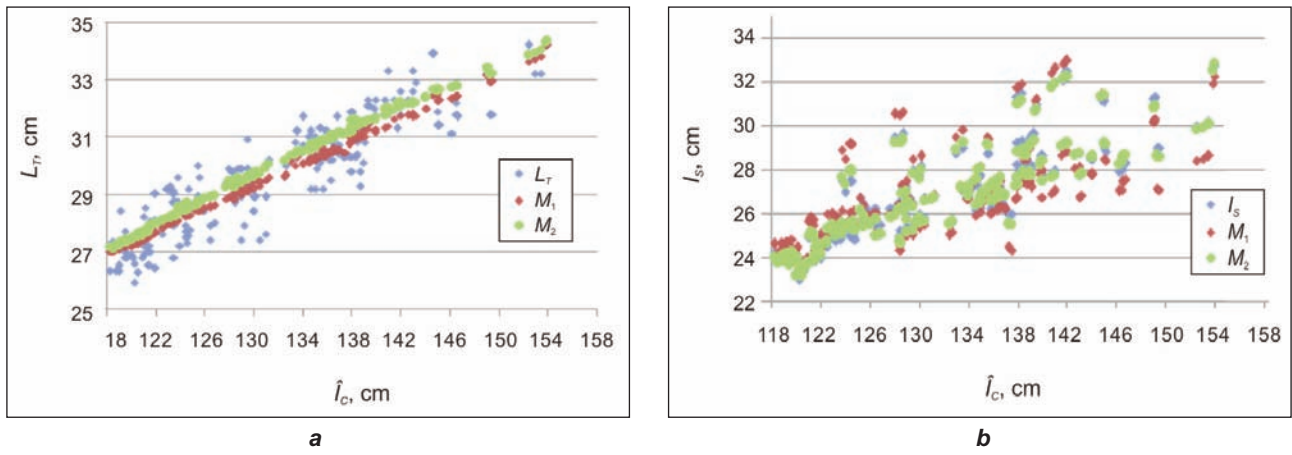 35
33
31
29
27
25
L_T, cm
18 122 126 130 134 138 142 146 150 154 158
Î_c, cm
L_T
M_1
M_2
a
34
32
30
28
26
24
22
l_s, cm
118 122 126 130 134 138 142 146 150 154 158
Î_c, cm
l_s
M_1
M_2
b